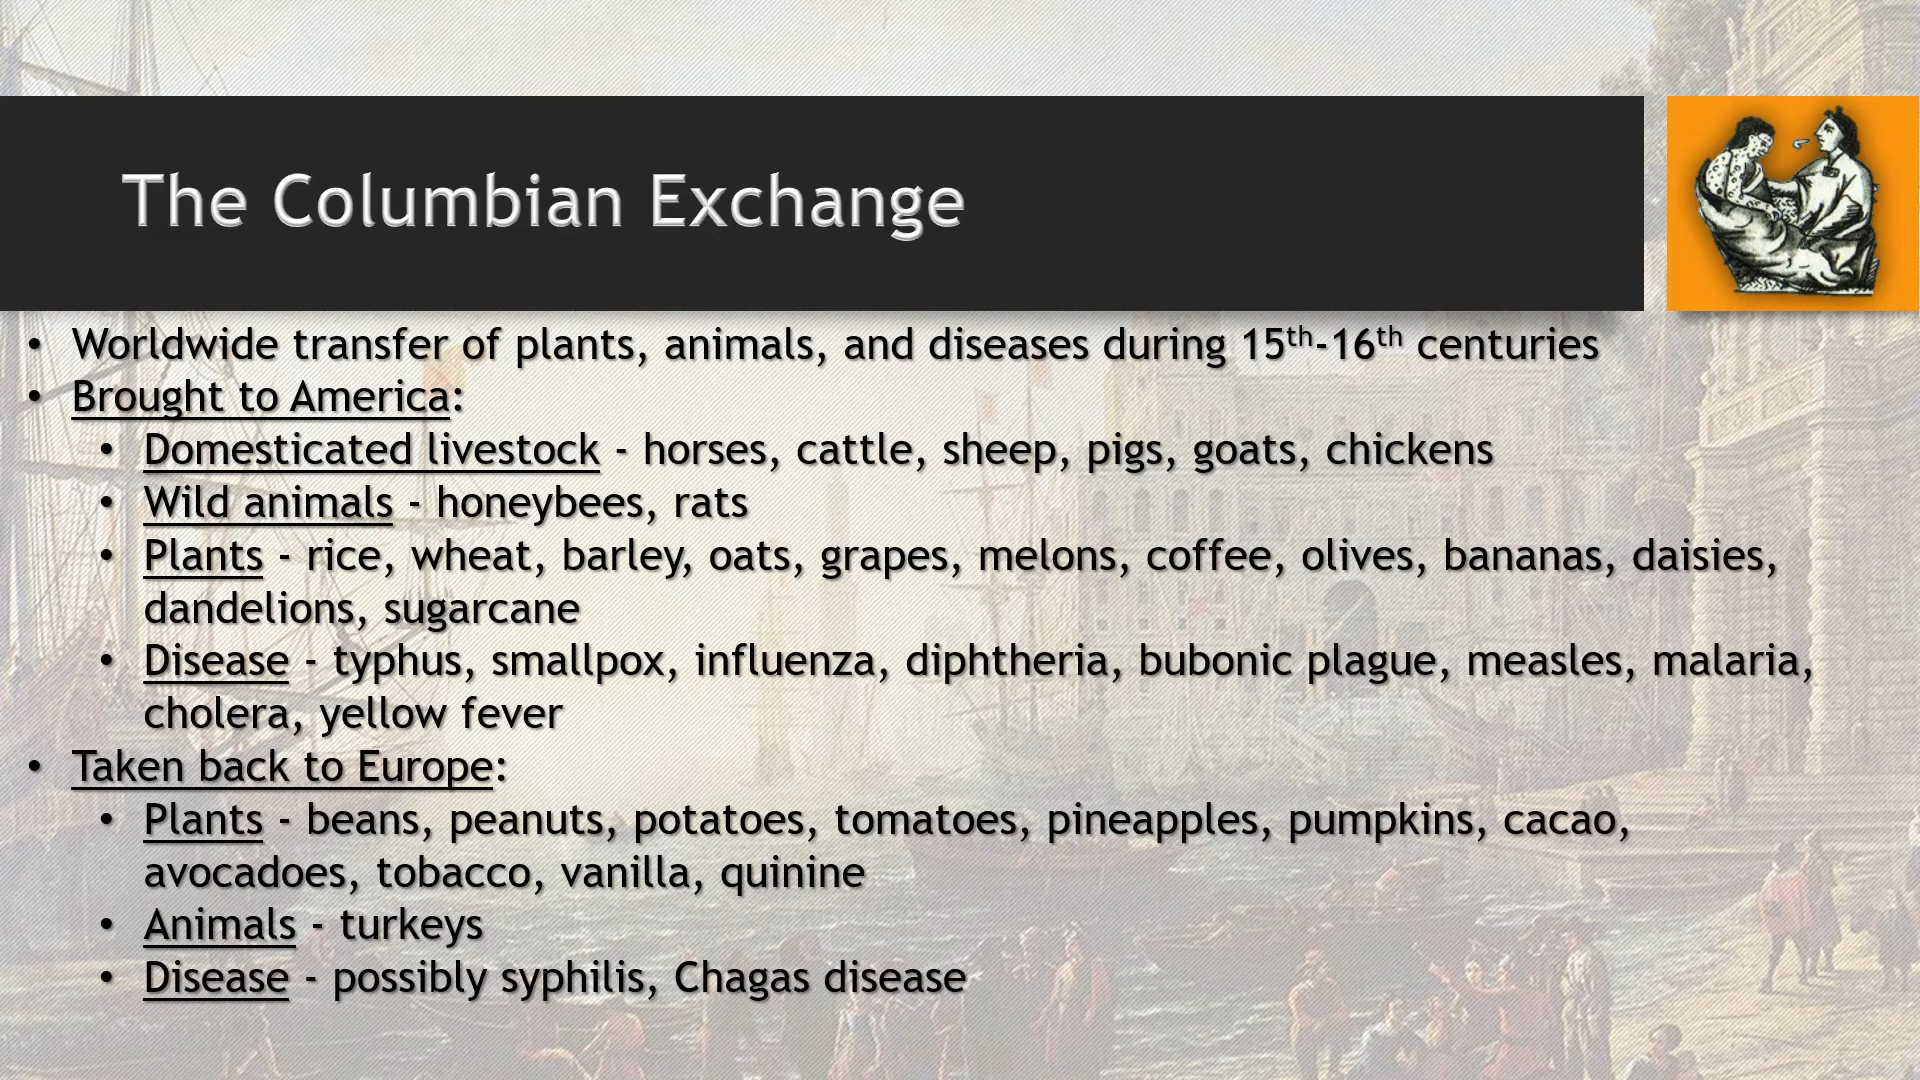 The Columbian Exchange
• Worldwide transfer of plants, animals, and diseases during 15th-16th centuries
• Brought to America:
• Domesticated livestock - horses, cattle, sheep, pigs, goats, chickens
• Wild animals - honeybees, rats
• Plants - rice, wheat, barley, oats, grapes, melons, coffee, olives, bananas, daisies,
dandelions, sugarcane
• Disease - typhus, smallpox, influenza, diphtheria, bubonic plague, measles, malaria,
cholera, yellow fever
• Taken back to Europe:
• Plants - beans, peanuts, potatoes, tomatoes, pineapples, pumpkins, cacao,
avocadoes, tobacco, vanilla, quinine
• Animals - turkeys
• Disease - possibly syphilis, Chagas disease